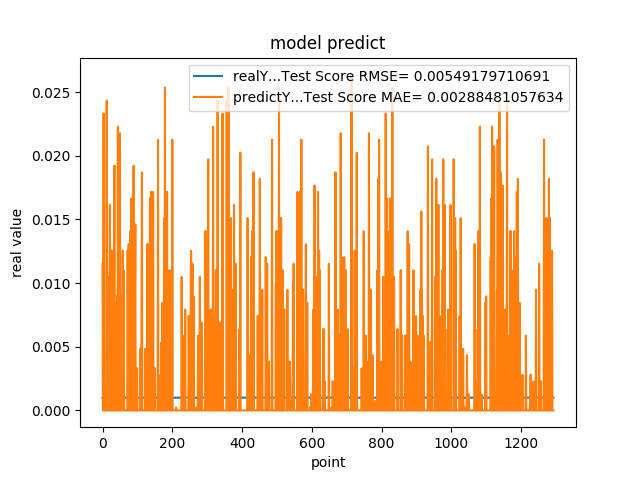 model predict
realY...Test Score RMSE= 0.00549179710691
predictY...Test Score MAE= 0.00288481057634
real value
0.025
0.020
0.015
0.010
0.005
0.000
0 200 400 600 800 1000 1200
point